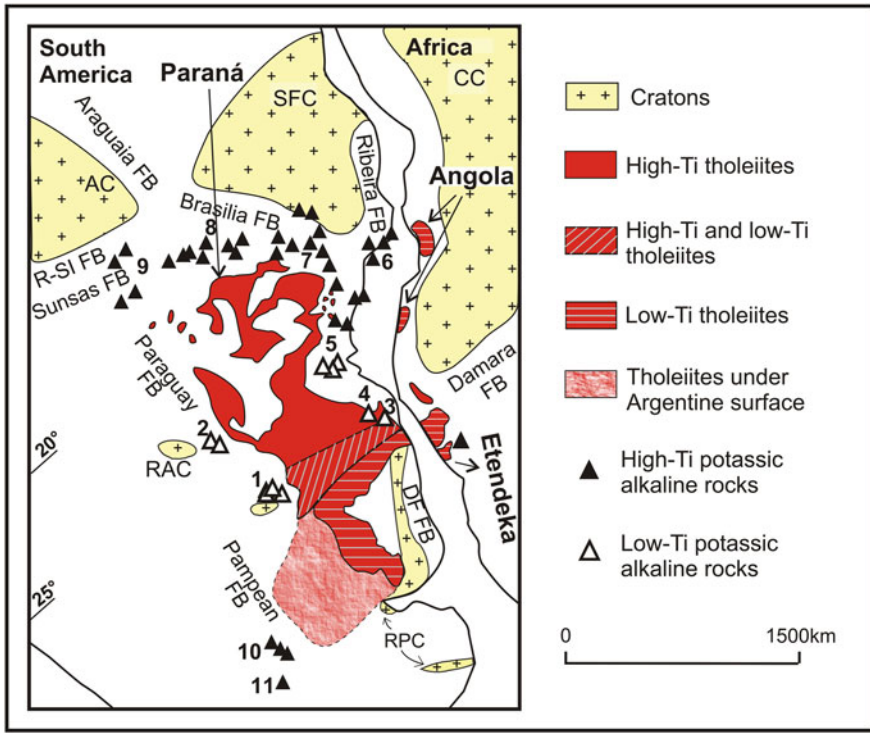 South
America
Africa
CC
Paraná
SFC
Araguaia FB
Ribeira FB
AC
Angola
Brasilia FB
8
7
6
R-SI FB
9
Sunsas FB
5
Paraguay
FB
Damara
FB
4
3
2
20°
RAC
Etendeka
1
DF FB
Pampean
FB
25°
RPC
10
11
Cratons
High-Ti tholeiites
High-Ti and low-Ti
tholeiites
Low-Ti tholeiites
Tholeiites under
Argentine surface
High-Ti potassic
alkaline rocks
Low-Ti potassic
alkaline rocks
0
1500km